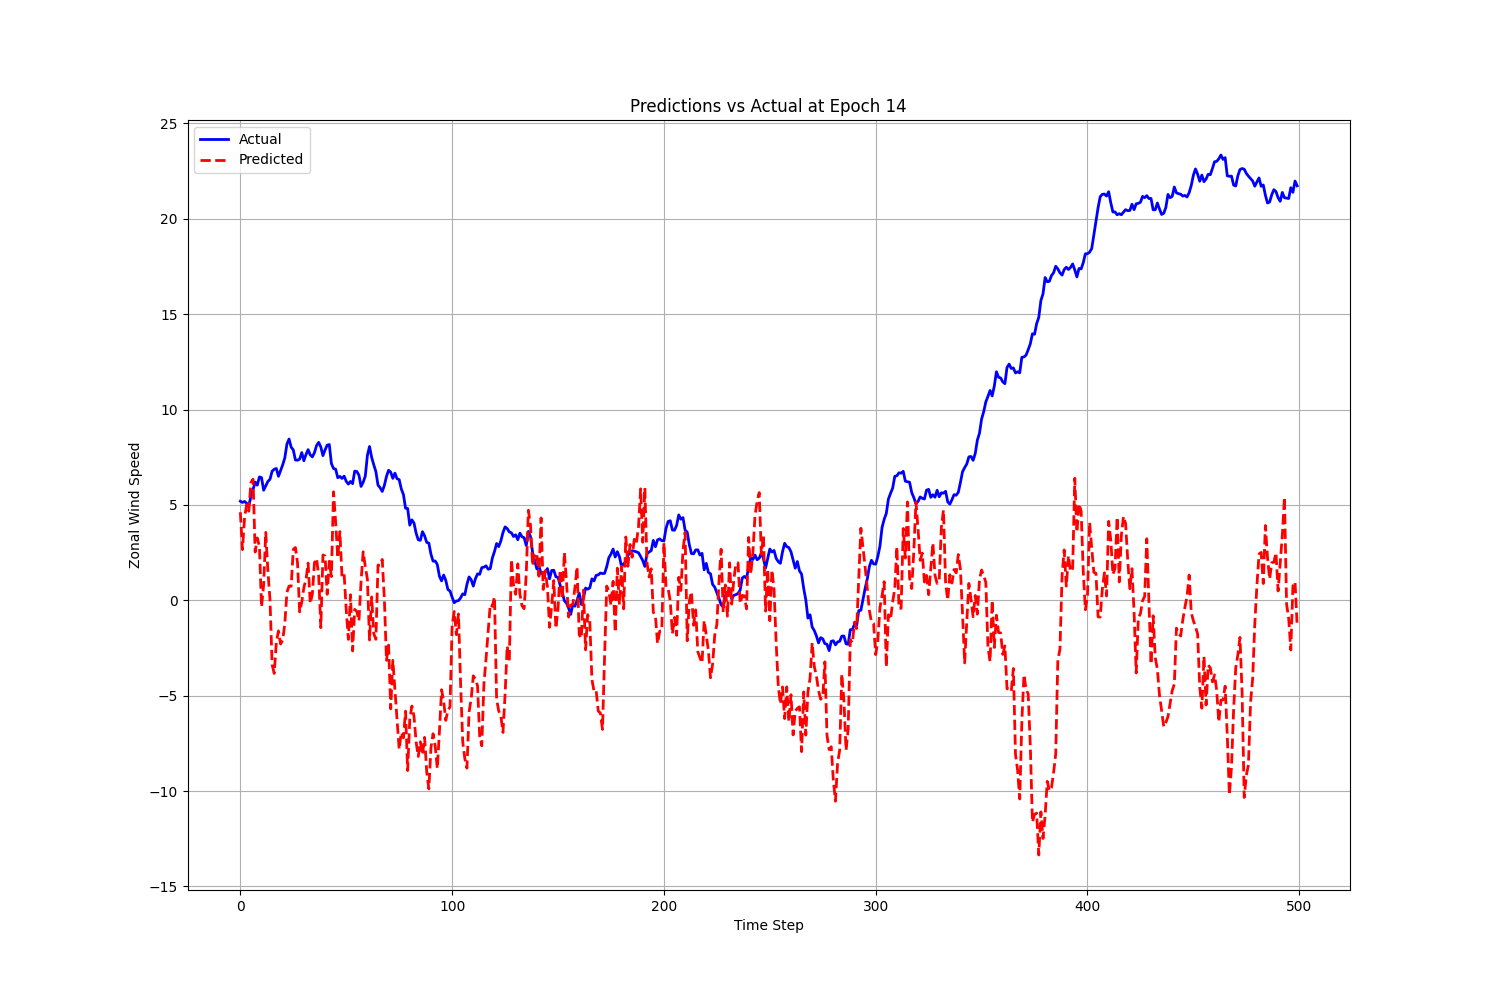 Predictions vs Actual at Epoch 14
Actual
Predicted
25
20
15
10
5
0
−5
−10
−15
Zonal Wind Speed
0 100 200 300 400 500
Time Step